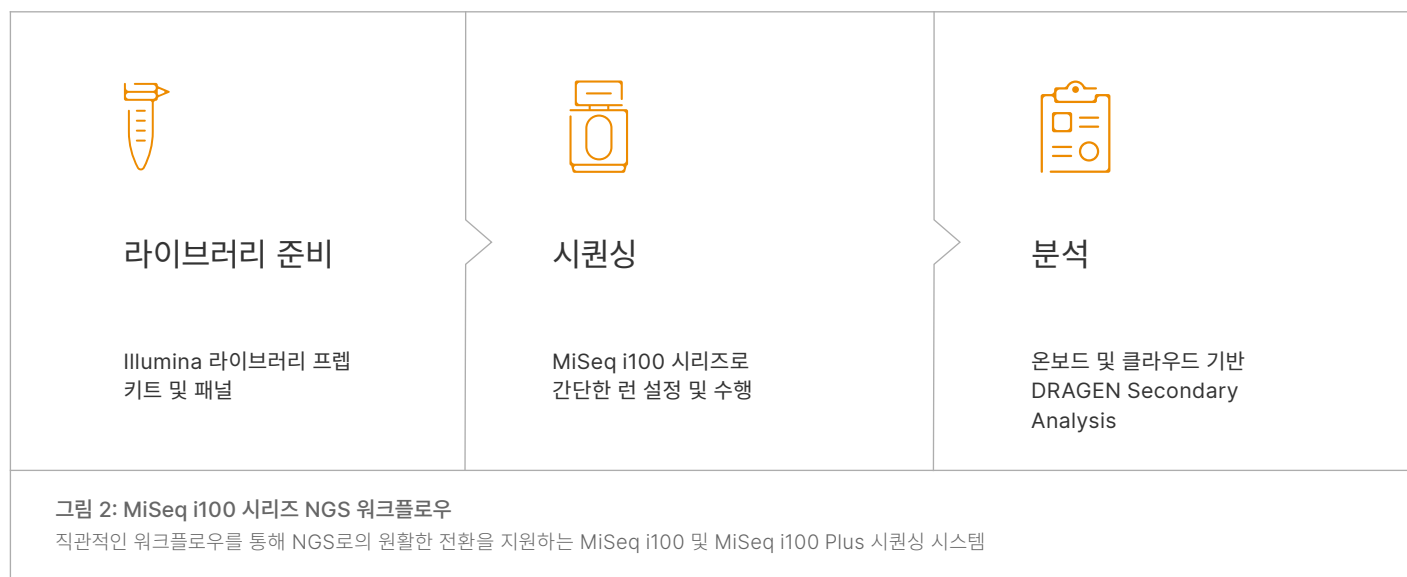 라이브러리 준비
Illumina 라이브러리 프렙
키트 및 패널
시퀀싱
MiSeq i100 시리즈로
간단한 런 설정 및 수행
분석
온보드 및 클라우드 기반
DRAGEN Secondary
Analysis
그림 2: MiSeq i100 시리즈 NGS 워크플로우
직관적인 워크플로우를 통해 NGS로의 원활한 전환을 지원하는 MiSeq i100 및 MiSeq i100 Plus 시퀀싱 시스템